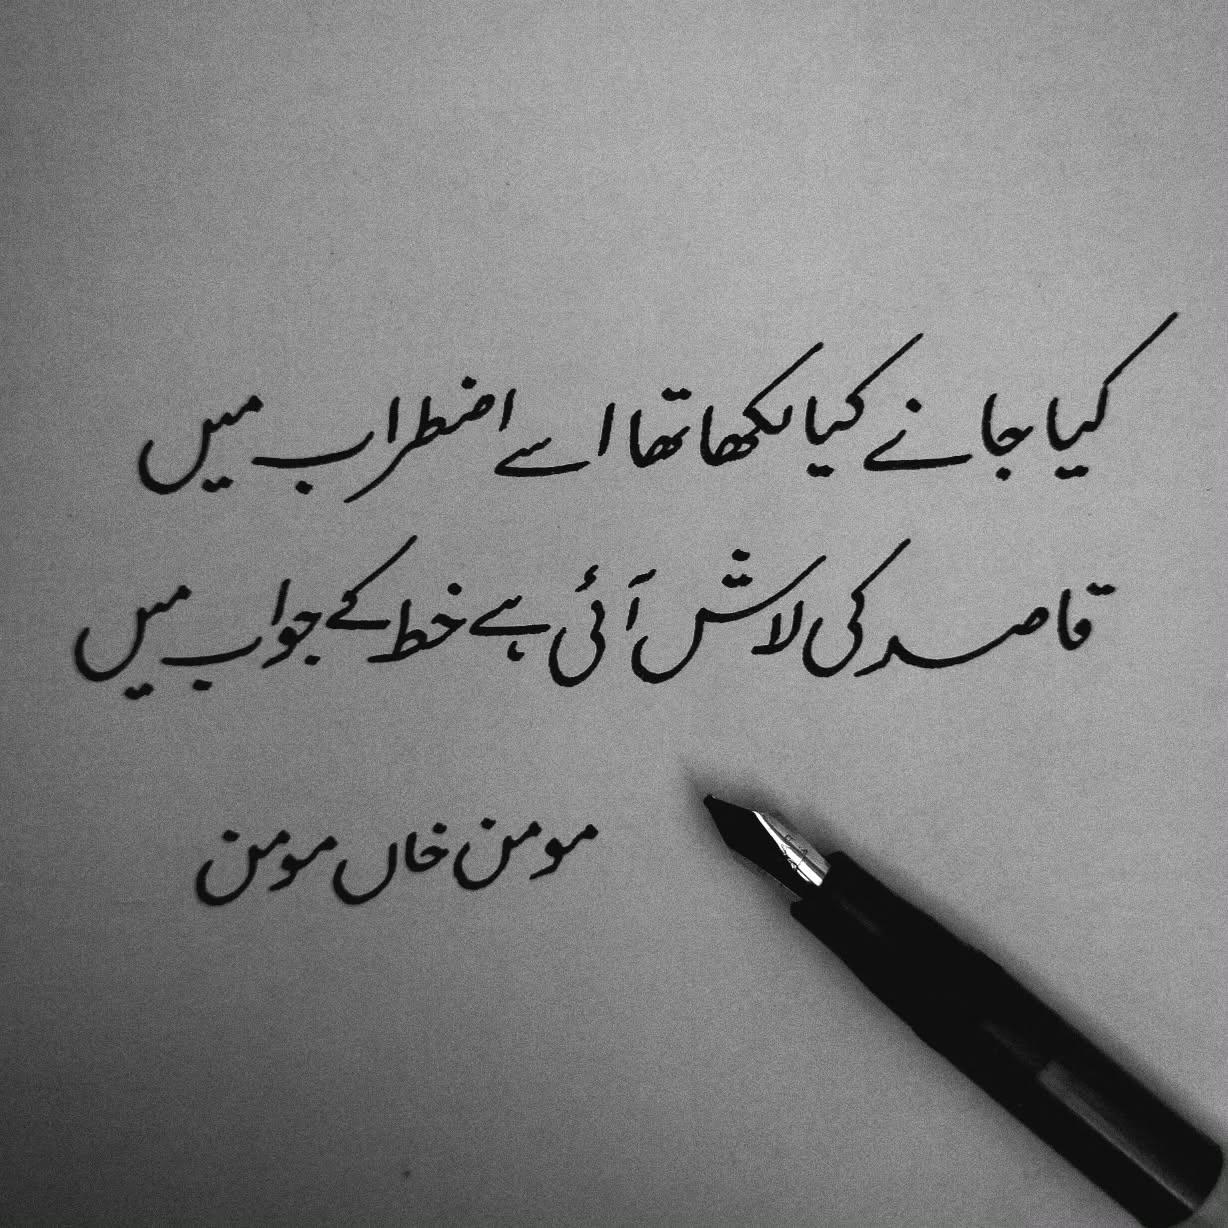 کیا جانے کیا لکھا تھا اسے اضطراب میں
قاصد کی لاش آئی ہے خط کے جواب میں
مومن خاں مومن